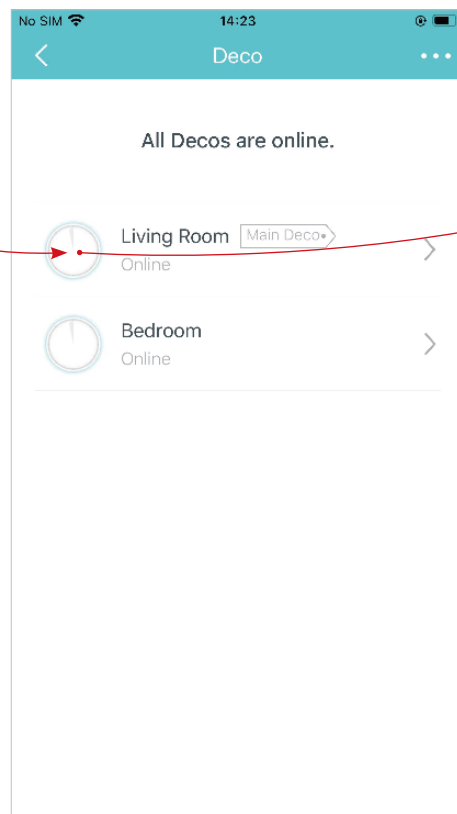 No SIM 14:23
Deco
All Decos are online.
Living Room Main Deco
Online
Bedroom
Online